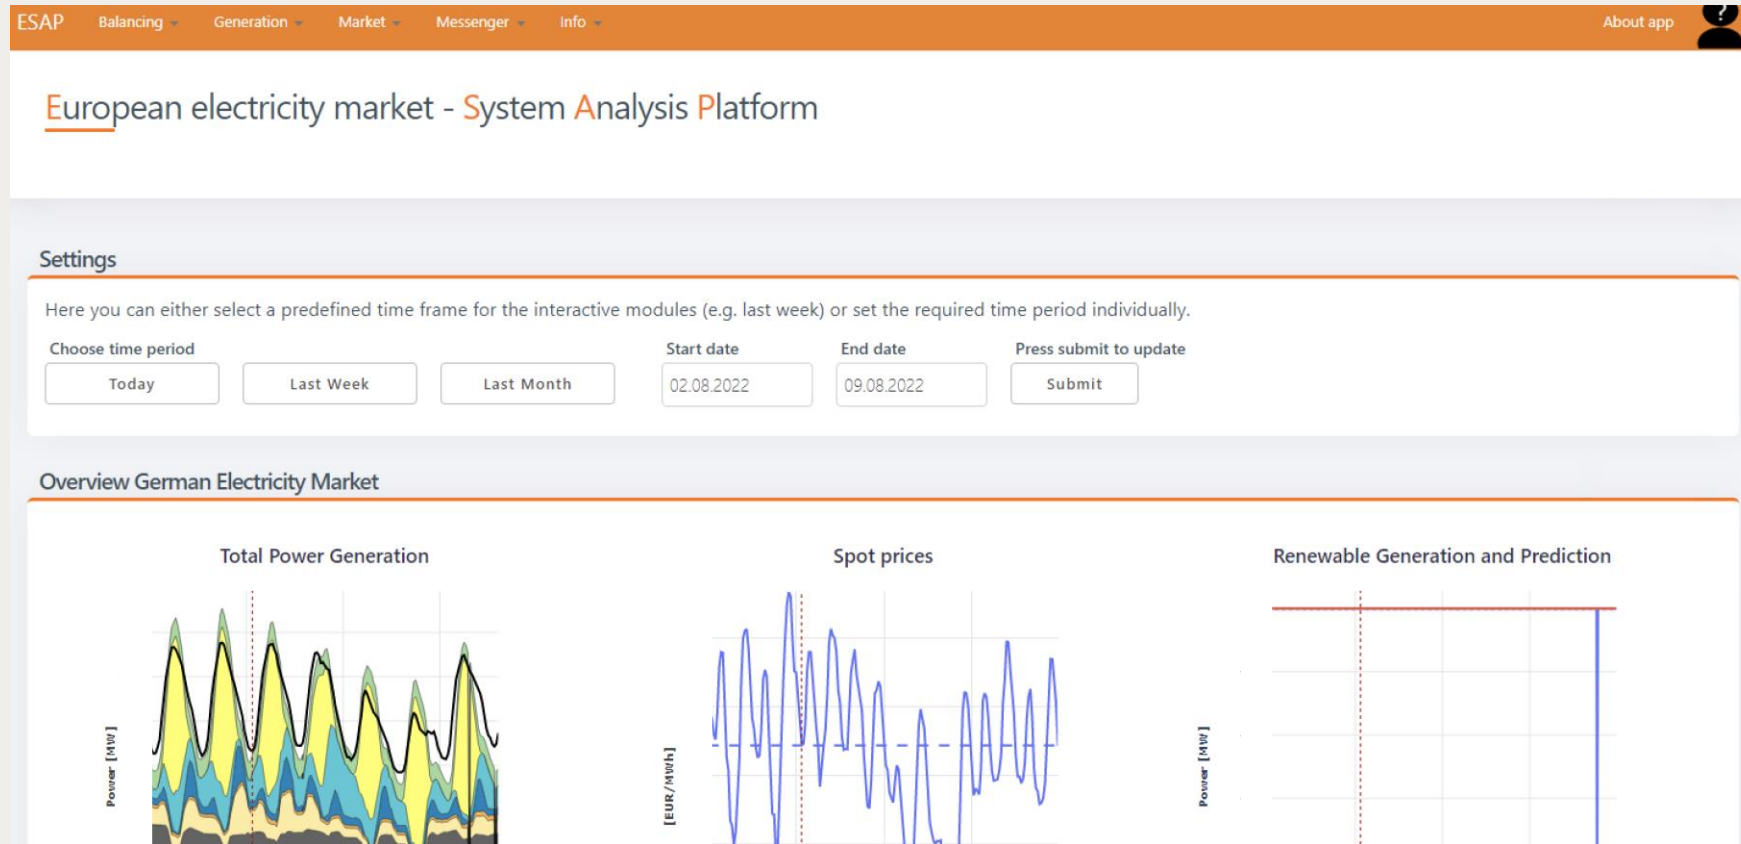 ESAP Balancing Generation Market Messenger Info About app
European electricity market - System Analysis Platform
Settings
Here you can either select a predefined time frame for the interactive modules (e.g. last week) or set the required time period individually.
Choose time period Start date End date Press submit to update
Today Last Week Last Month 02.08.2022 09.08.2022 Submit
Overview German Electricity Market
Total Power Generation Spot prices Renewable Generation and Prediction
Power [MW]
[EUR/MWh]
Power [MW]